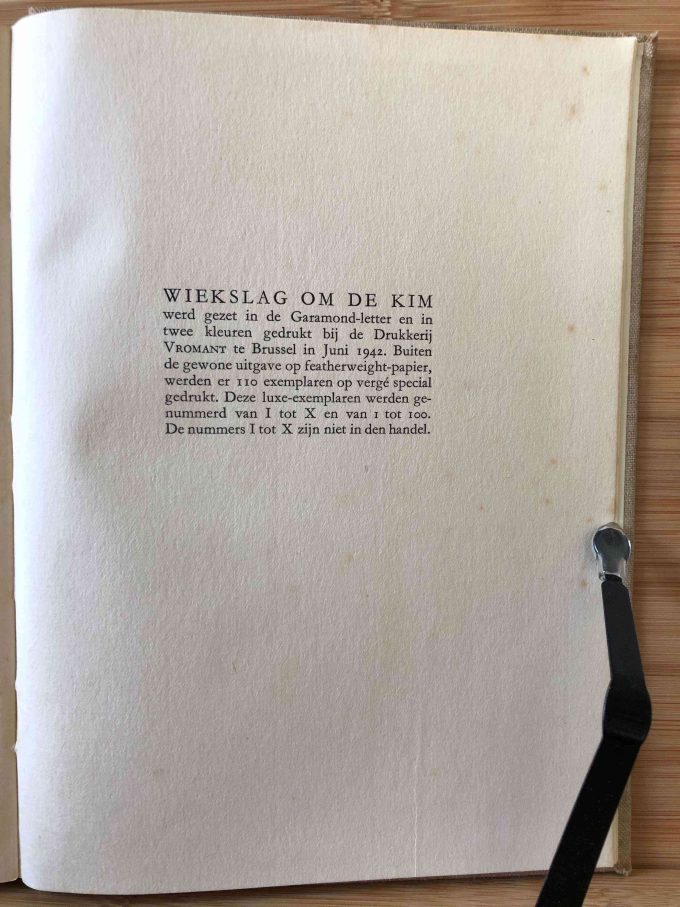 WIEKSLAG OM DE KIM
werd gezet in de Garamond-letter en in
twee kleuren gedrukt bij de Drukkerij
VROMANT te Brussel in Juni 1942. Buiten
de gewone uitgave op featherweight-papier,
werden er 110 exemplaren op vergé special
gedrukt. Deze luxe-exemplaren werden ge-
nummerd van I tot X en van 1 tot 100.
De nummers I tot X zijn niet in den handel.